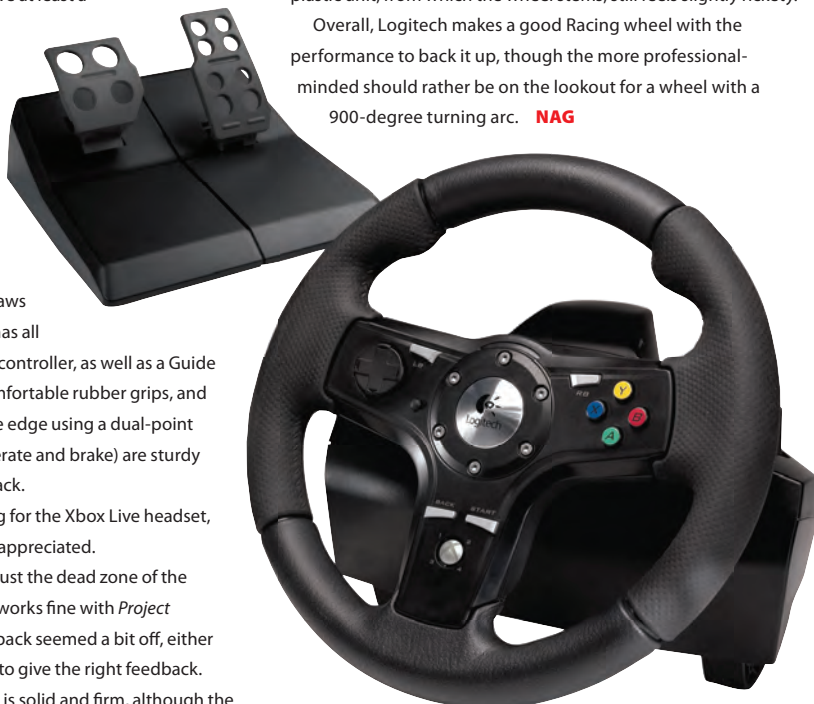 at least a
aws
as all
controller, as well as a Guide
nfortable rubber grips, and
e edge using a dual-point
erate and brake) are sturdy
ack.
g for the Xbox Live headset,
appreciated.
ust the dead zone of the
works fine with Project
back seemed a bit off, either
to give the right feedback.
is solid and firm, although the
plastic unit, from which the wheel stems, still feels slightly rickety.
Overall, Logitech makes a good Racing wheel with the
performance to back it up, though the more professional-
minded should rather be on the lookout for a wheel with a
900-degree turning arc. NAG
LB
RB
Y
X
B
A
Logitech
BACK
START